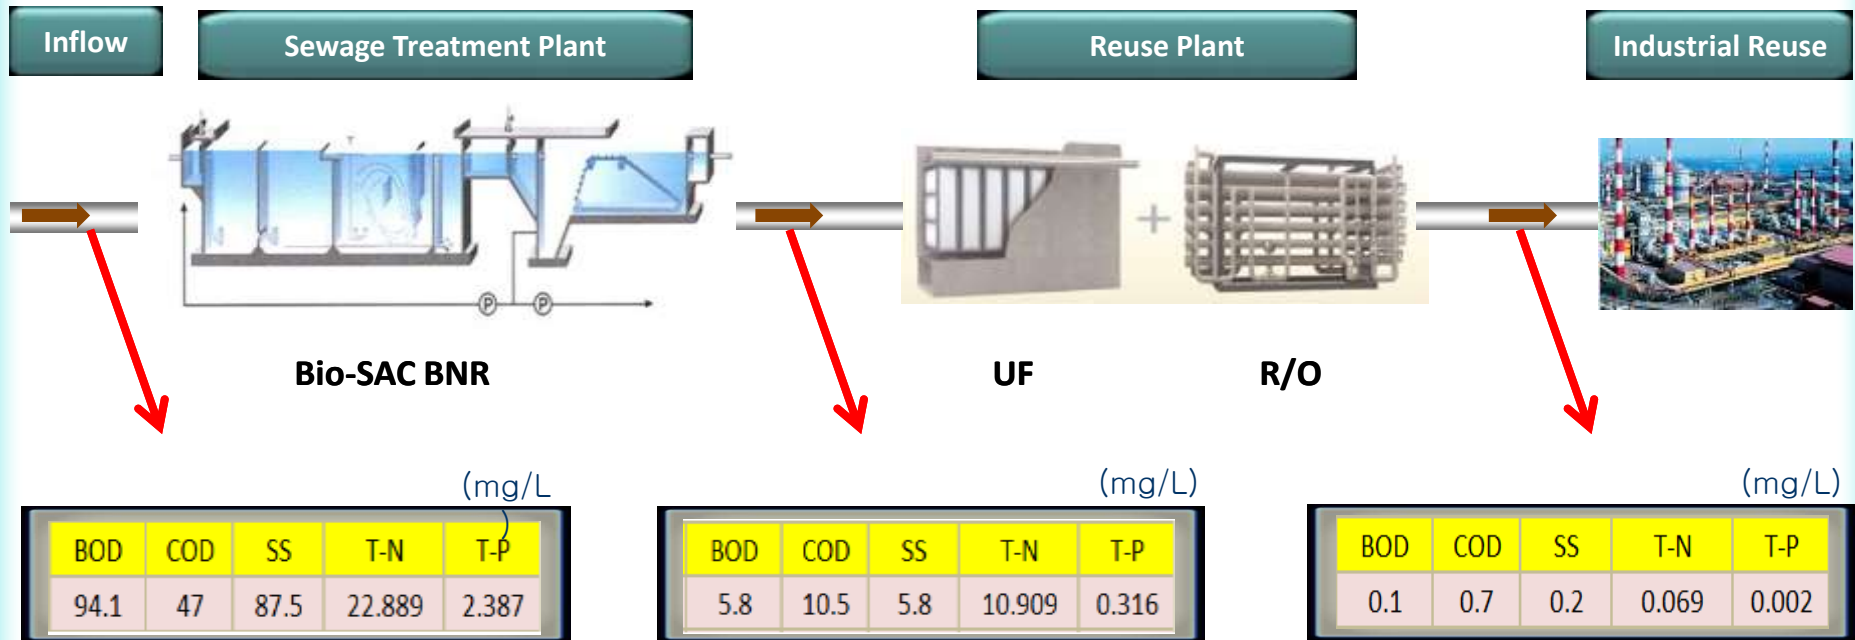 Inflow
Sewage Treatment Plant
Reuse Plant
Industrial Reuse
+
P P
Bio-SAC BNR
UF
R/O
(mg/L)
BOD COD SS T-N T-P
94.1 47 87.5 22.889 2.387
(mg/L)
BOD COD SS T-N T-P
5.8 10.5 5.8 10.909 0.316
(mg/L)
BOD COD SS T-N T-P
0.1 0.7 0.2 0.069 0.002